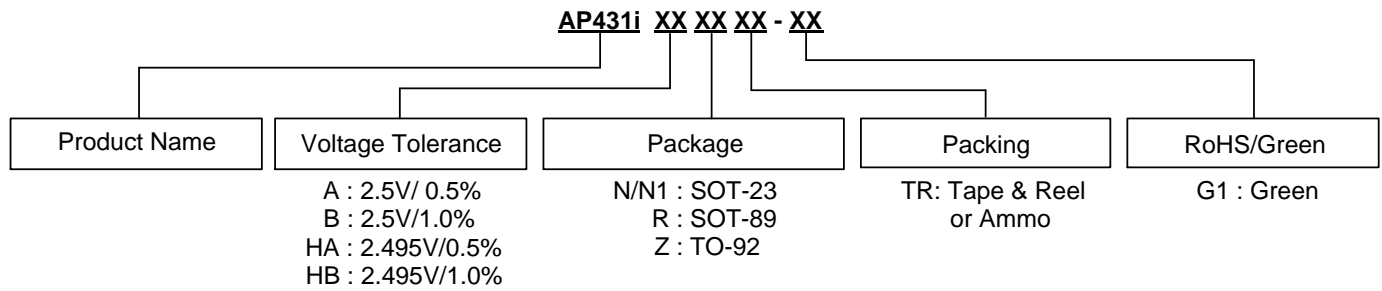 AP431i XX XX XX - XX
Product Name
Voltage Tolerance
Package
Packing
RoHS/Green
A : 2.5V/ 0.5%
B : 2.5V/1.0%
HA : 2.495V/0.5%
HB : 2.495V/1.0%
N/N1 : SOT-23
R : SOT-89
Z : TO-92
TR: Tape & Reel
or Ammo
G1 : Green